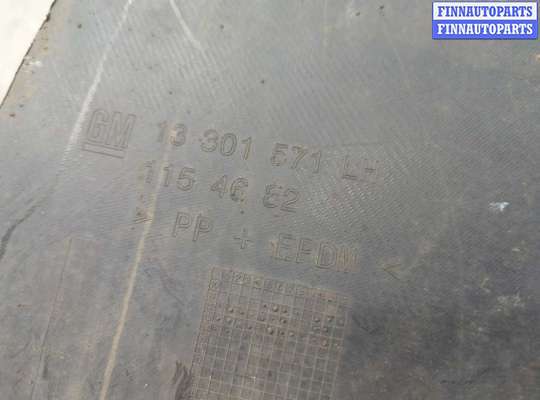 FINNAUTOPARTS
FINNAUTOPARTS
GM 13 301 571 LH
115 46 82
> PP + EPDM <